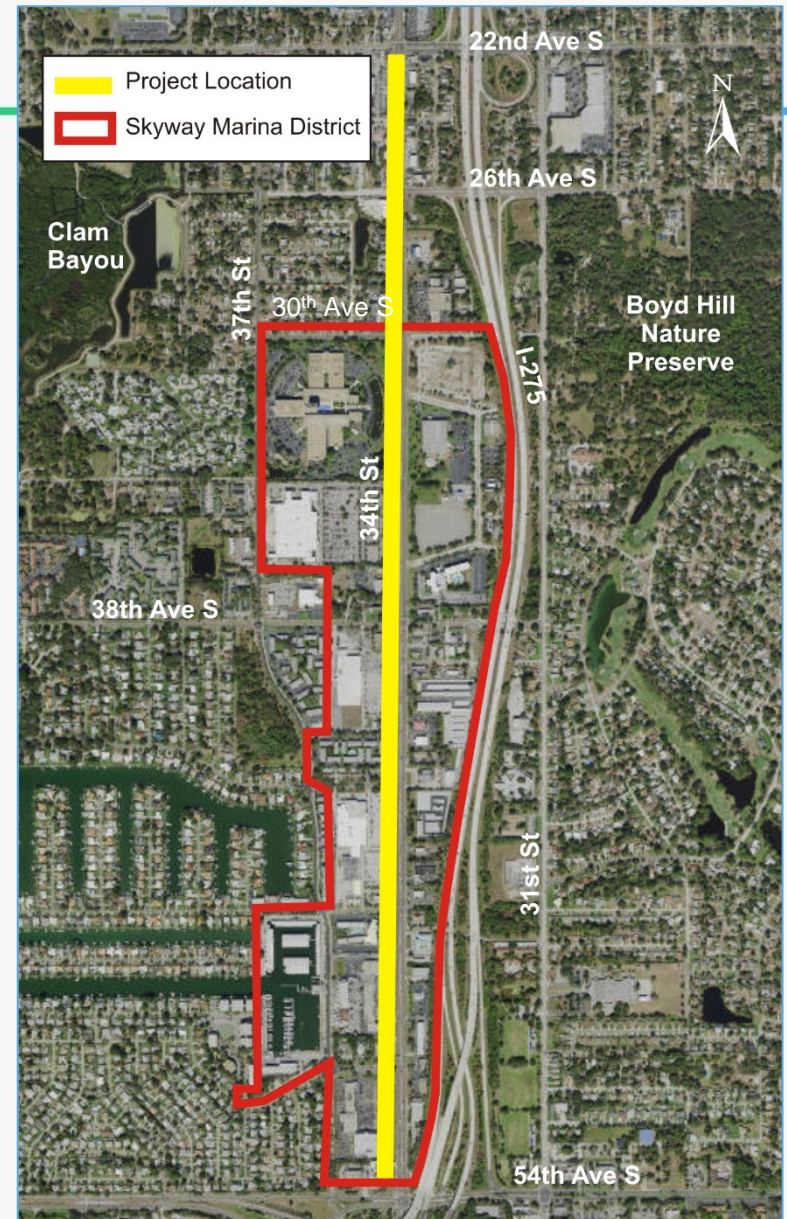 22nd Ave S
Project Location
Skyway Marina District
N
26th Ave S
Clam
Bayou
37th St
30th Ave S
Boyd Hill
Nature
Preserve
I-275
34th St
38th Ave S
31st St
54th Ave S